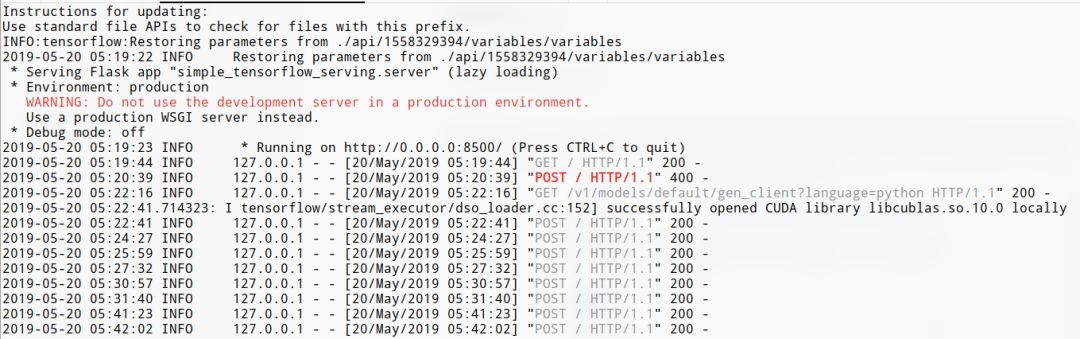 Instructions for updating:
Use standard file APIs to check for files with this prefix.
INFO:tensorflow:Restoring parameters from ./api/1558329394/variables/variables
2019-05-20 05:19:22 INFO     Restoring parameters from ./api/1558329394/variables/variables
 * Serving Flask app "simple_tensorflow_serving.server" (lazy loading)
 * Environment: production
   WARNING: Do not use the development server in a production environment.
   Use a production WSGI server instead.
 * Debug mode: off
2019-05-20 05:19:23 INFO      * Running on http://0.0.0.0:8500/ (Press CTRL+C to quit)
2019-05-20 05:19:44 INFO     127.0.0.1 - - [20/May/2019 05:19:44] "GET / HTTP/1.1" 200 -
2019-05-20 05:20:39 INFO     127.0.0.1 - - [20/May/2019 05:20:39] "POST / HTTP/1.1" 400 -
2019-05-20 05:22:16 INFO     127.0.0.1 - - [20/May/2019 05:22:16] "GET /v1/models/default/gen_client?language=python HTTP/1.1" 200 -
2019-05-20 05:22:41.714323: I tensorflow/stream_executor/dso_loader.cc:152] successfully opened CUDA library libcublas.so.10.0 locally
2019-05-20 05:22:41 INFO     127.0.0.1 - - [20/May/2019 05:22:41] "POST / HTTP/1.1" 200 -
2019-05-20 05:24:27 INFO     127.0.0.1 - - [20/May/2019 05:24:27] "POST / HTTP/1.1" 200 -
2019-05-20 05:25:59 INFO     127.0.0.1 - - [20/May/2019 05:25:59] "POST / HTTP/1.1" 200 -
2019-05-20 05:27:32 INFO     127.0.0.1 - - [20/May/2019 05:27:32] "POST / HTTP/1.1" 200 -
2019-05-20 05:30:57 INFO     127.0.0.1 - - [20/May/2019 05:30:57] "POST / HTTP/1.1" 200 -
2019-05-20 05:31:40 INFO     127.0.0.1 - - [20/May/2019 05:31:40] "POST / HTTP/1.1" 200 -
2019-05-20 05:41:23 INFO     127.0.0.1 - - [20/May/2019 05:41:23] "POST / HTTP/1.1" 200 -
2019-05-20 05:42:02 INFO     127.0.0.1 - - [20/May/2019 05:42:02] "POST / HTTP/1.1" 200 -